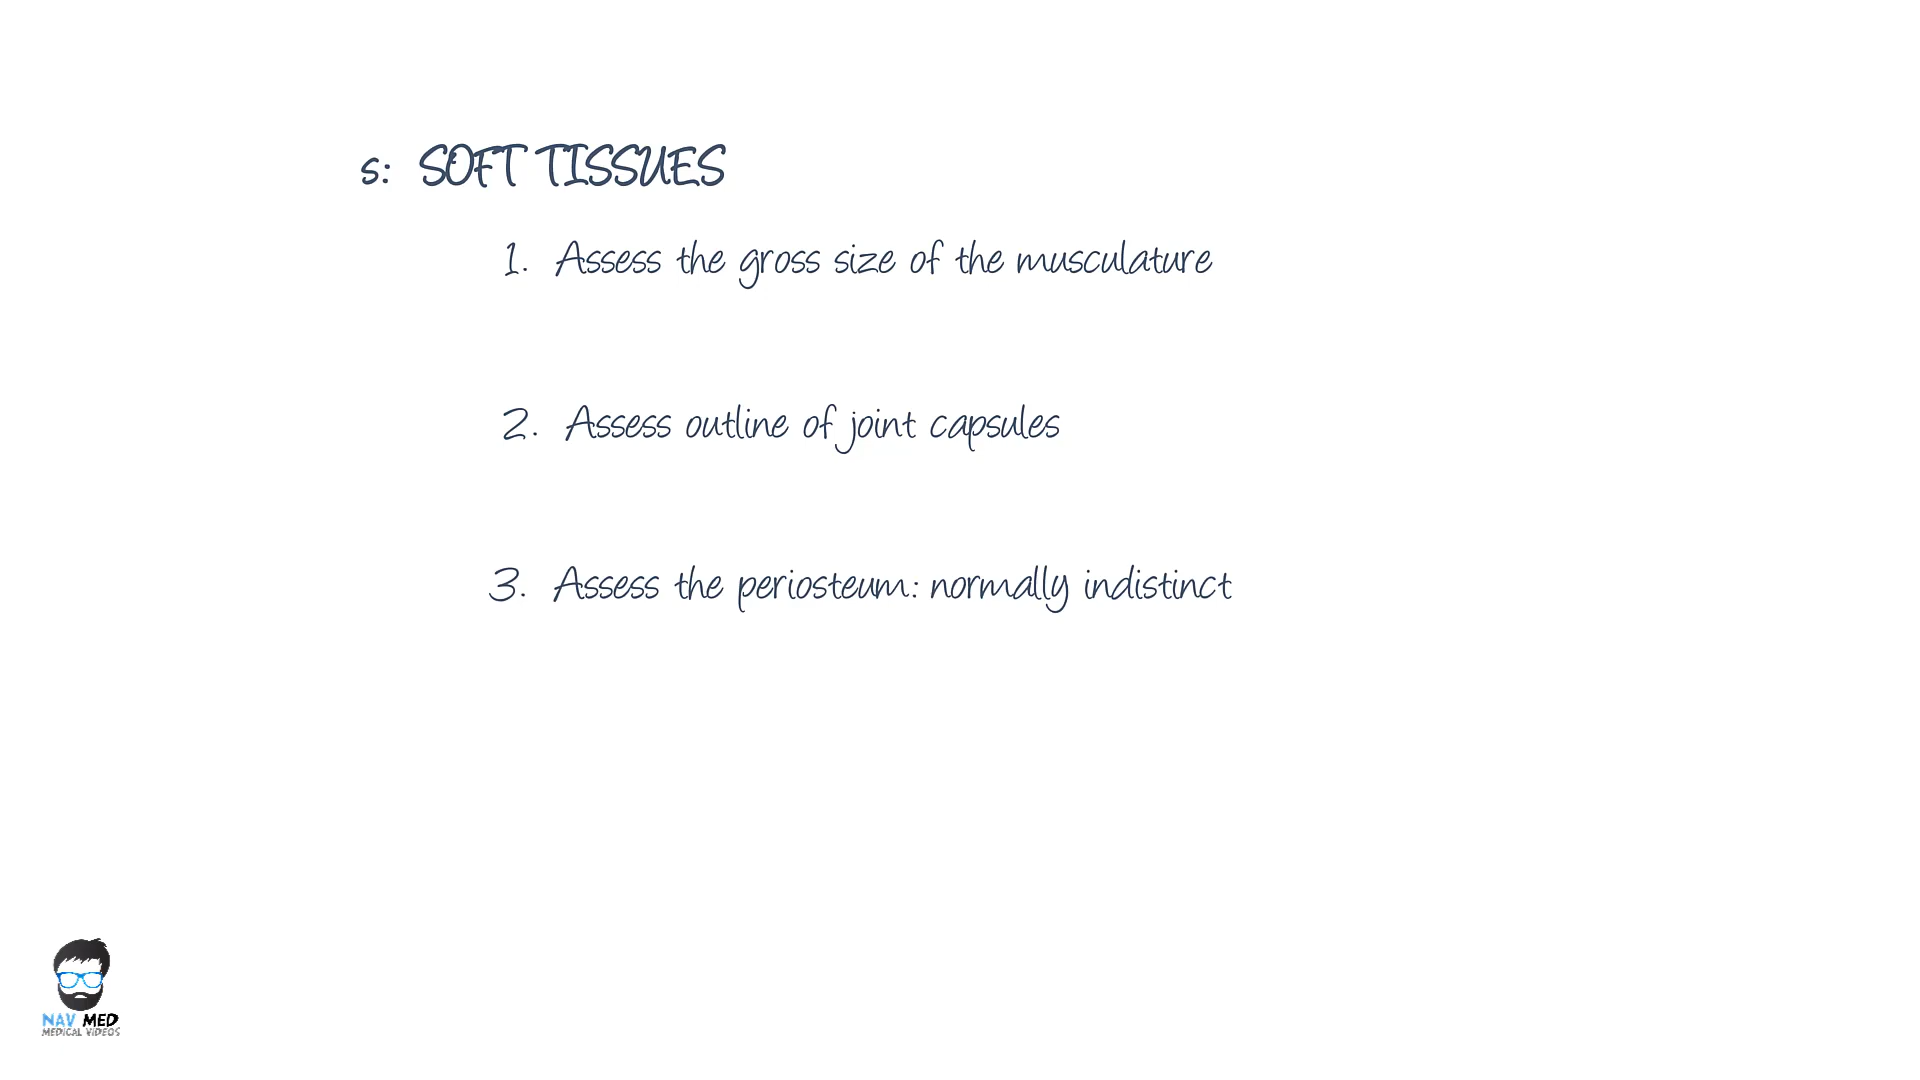 s: SOFT TISSUES
1. Assess the gross size of the musculature
2. Assess outline of joint capsules
3. Assess the periosteum: normally indistinct
NAV MED
MEDICAL VIDEOS